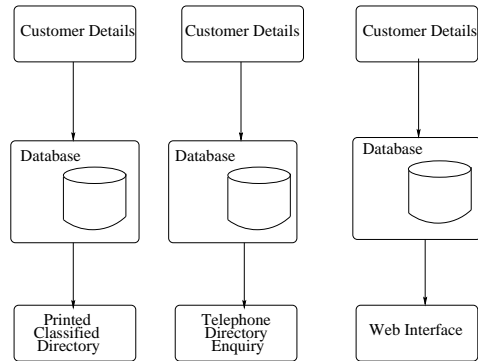 Customer Details
Customer Details
Customer Details
Database
Database
Database
Printed
Classified
Directory
Telephone
Directory
Enquiry
Web Interface